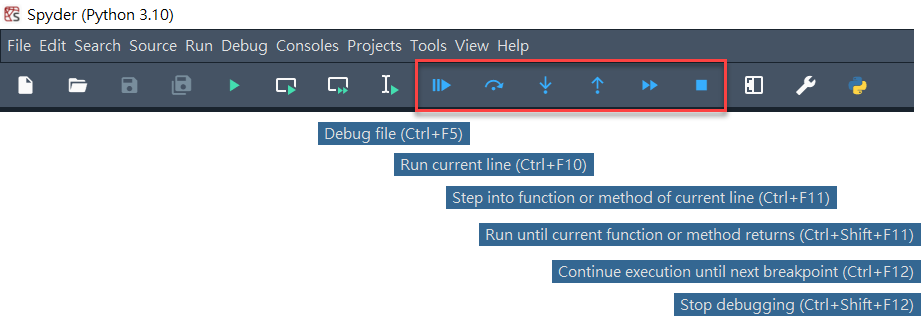 Spyder (Python 3.10)
File Edit Search Source Run Debug Consoles Projects Tools View Help
Debug file (Ctrl+F5)
Run current line (Ctrl+F10)
Step into function or method of current line (Ctrl+F11)
Run until current function or method returns (Ctrl+Shift+F11)
Continue execution until next breakpoint (Ctrl+F12)
Stop debugging (Ctrl+Shift+F12)